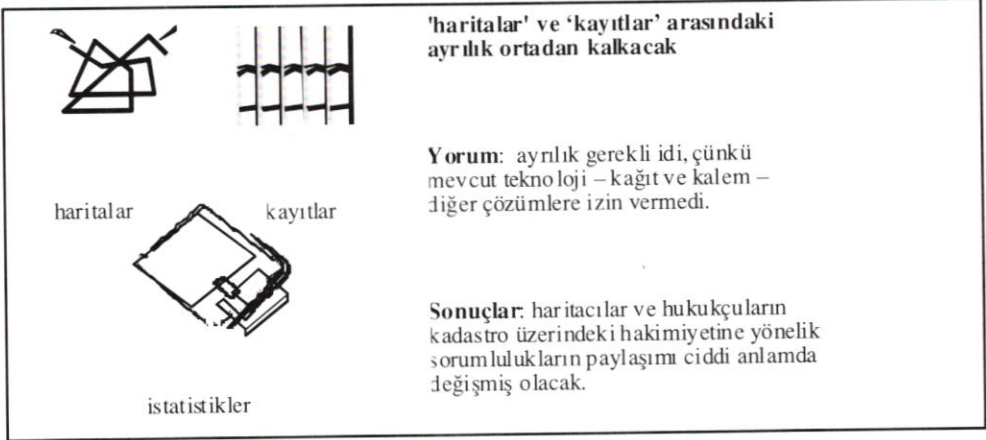 'haritalar' ve ‘kayıtlar’ arasındaki
ayrılık ortadan kalkacak
Yorum: ayrılık gerekli idi, çünkü
mevcut teknoloji – kağıt ve kalem –
diğer çözümlere izin vermedi.
haritalar
kayıtlar
Sonuçlar: haritacılar ve hukukçuların
kadastro üzerindeki hakimiyetine yönelik
sorumlulukların paylaşımı ciddi anlamda
değişmiş olacak.
istatistikler